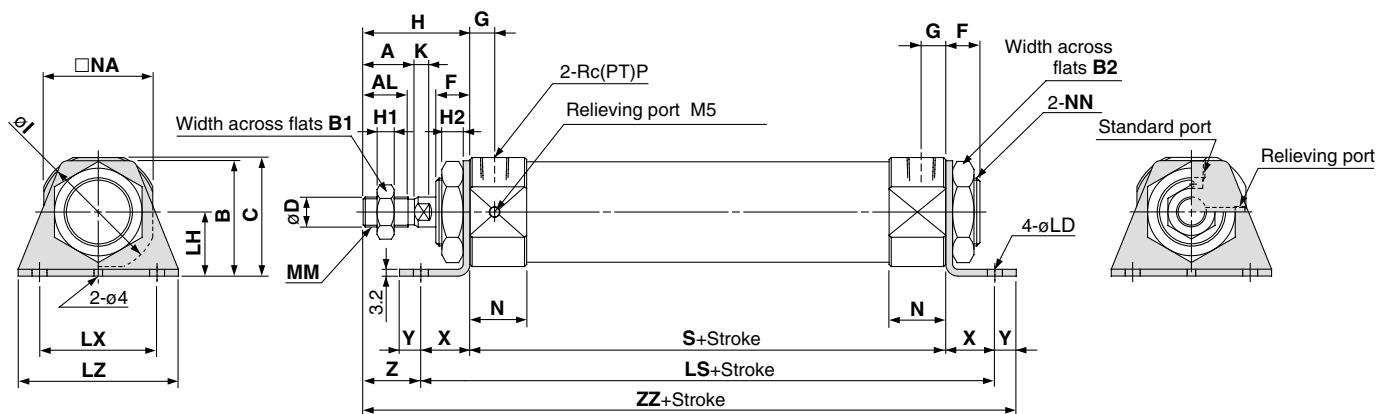 H
G
G
F
A
K
Width across
flats B2
□NA
AL
F
2-Rc(PT)P
2-NN
H1
H2
Relieving port M5
Standard port
øI
Width across flats B1
Relieving port
øD
B
C
LH
4-øLD
MM
2-ø4
3.2
N
N
LX
Y
X
S+Stroke
X
Y
LZ
Z
LS+Stroke
ZZ+Stroke